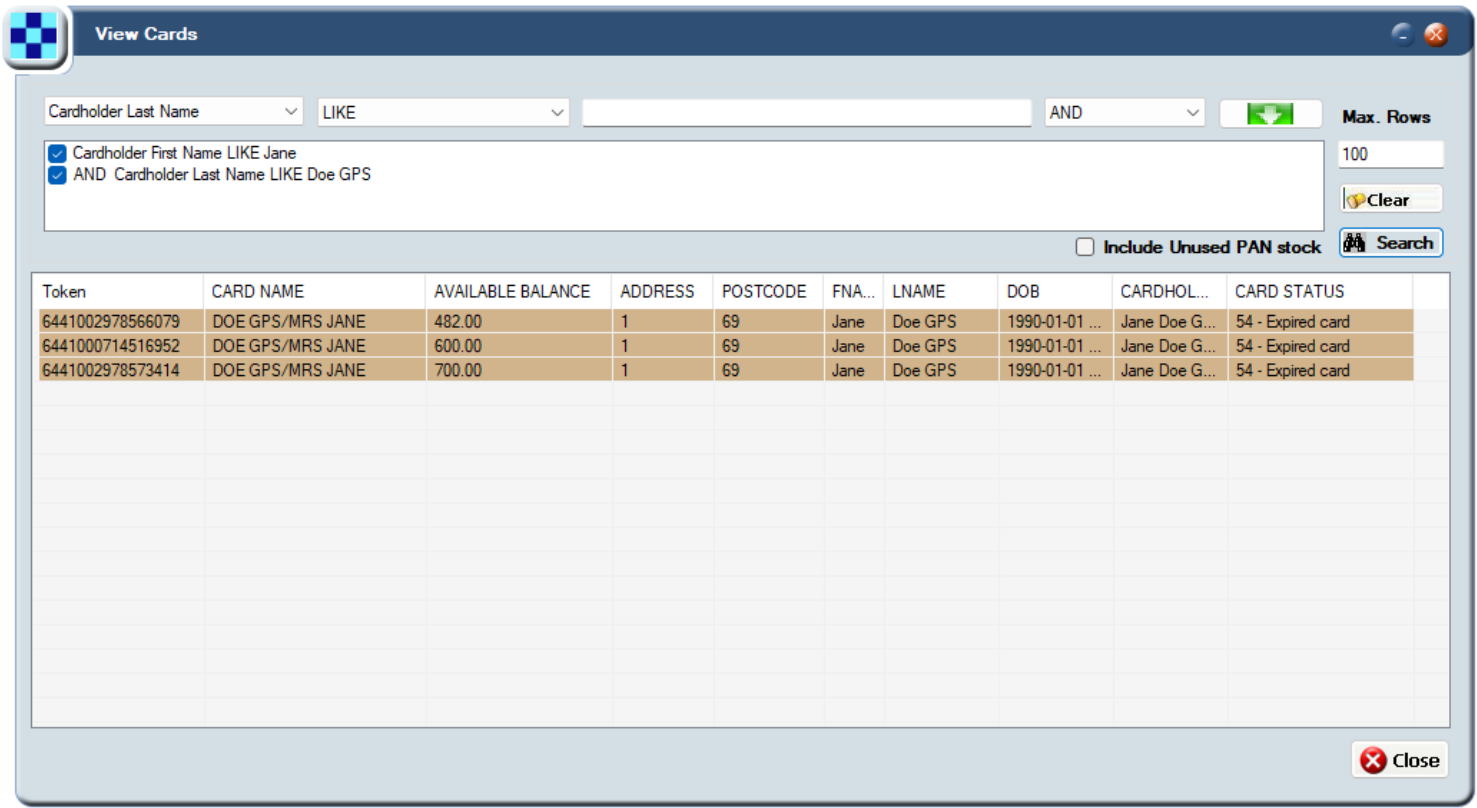 View Cards
Cardholder Last Name LIKE AND Max. Rows
Cardholder First Name LIKE Jane
100
AND Cardholder Last Name LIKE Doe GPS
Clear
Include Unused PAN stock Search
Token CARD NAME AVAILABLE BALANCE ADDRESS POSTCODE FNA... LNAME DOB CARDHOL... CARD STATUS
6441002978566079 DOE GPS/MRS JANE 482.00 1 69 Jane Doe GPS 1990-01-01 ... Jane Doe G... 54 - Expired card
6441000714516952 DOE GPS/MRS JANE 600.00 1 69 Jane Doe GPS 1990-01-01 ... Jane Doe G... 54 - Expired card
6441002978573414 DOE GPS/MRS JANE 700.00 1 69 Jane Doe GPS 1990-01-01 ... Jane Doe G... 54 - Expired card
Close